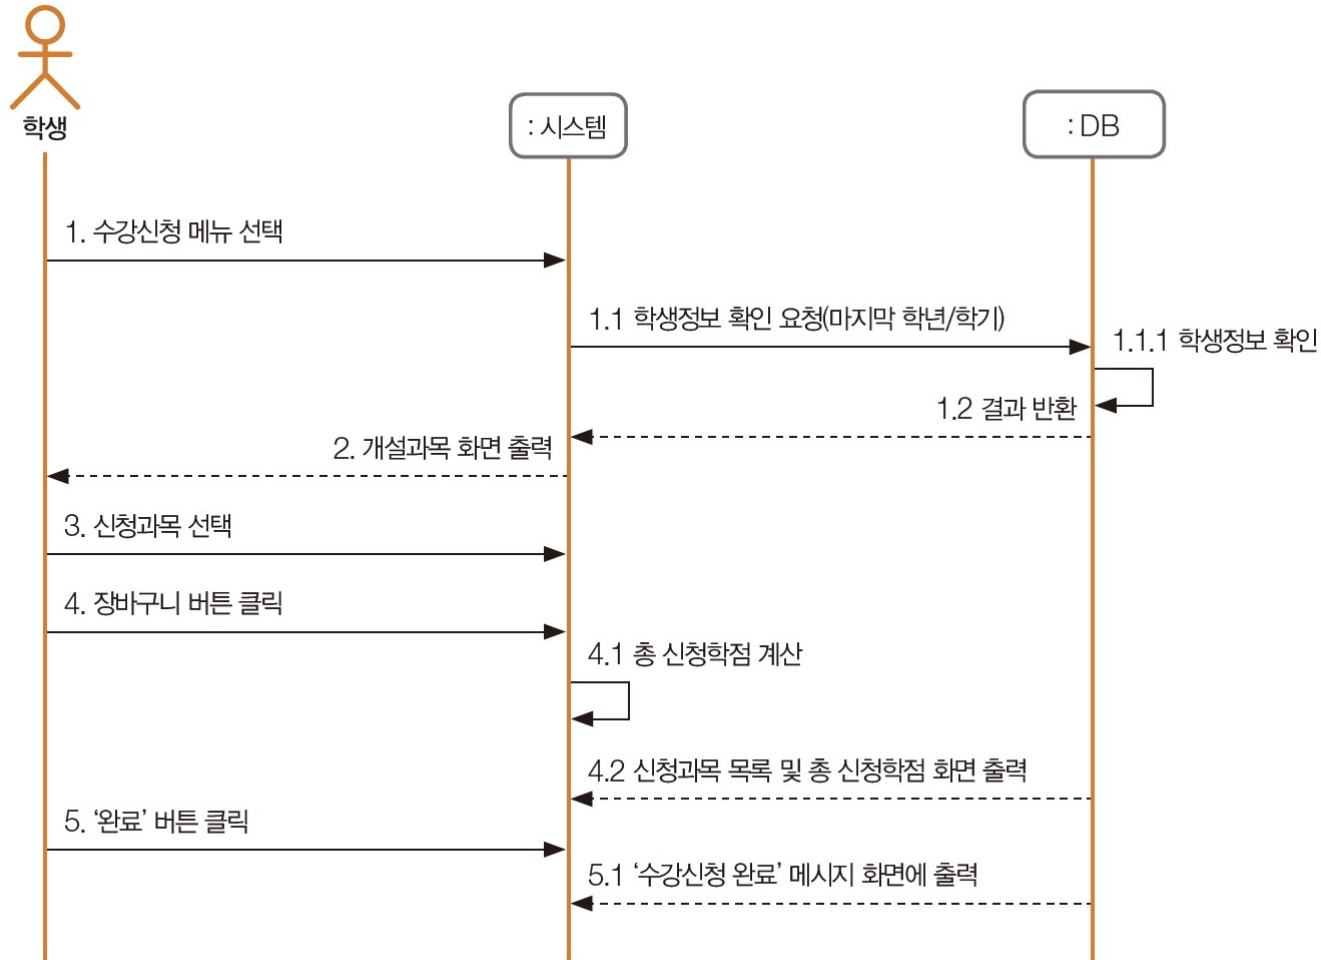 학생
: 시스템
: DB
1. 수강신청 메뉴 선택
1.1 학생정보 확인 요청(마지막 학년/학기)
1.1.1 학생정보 확인
1.2 결과 반환
2. 개설과목 화면 출력
3. 신청과목 선택
4. 장바구니 버튼 클릭
4.1 총 신청학점 계산
4.2 신청과목 목록 및 총 신청학점 화면 출력
5. ‘완료’ 버튼 클릭
5.1 ‘수강신청 완료’ 메시지 화면에 출력